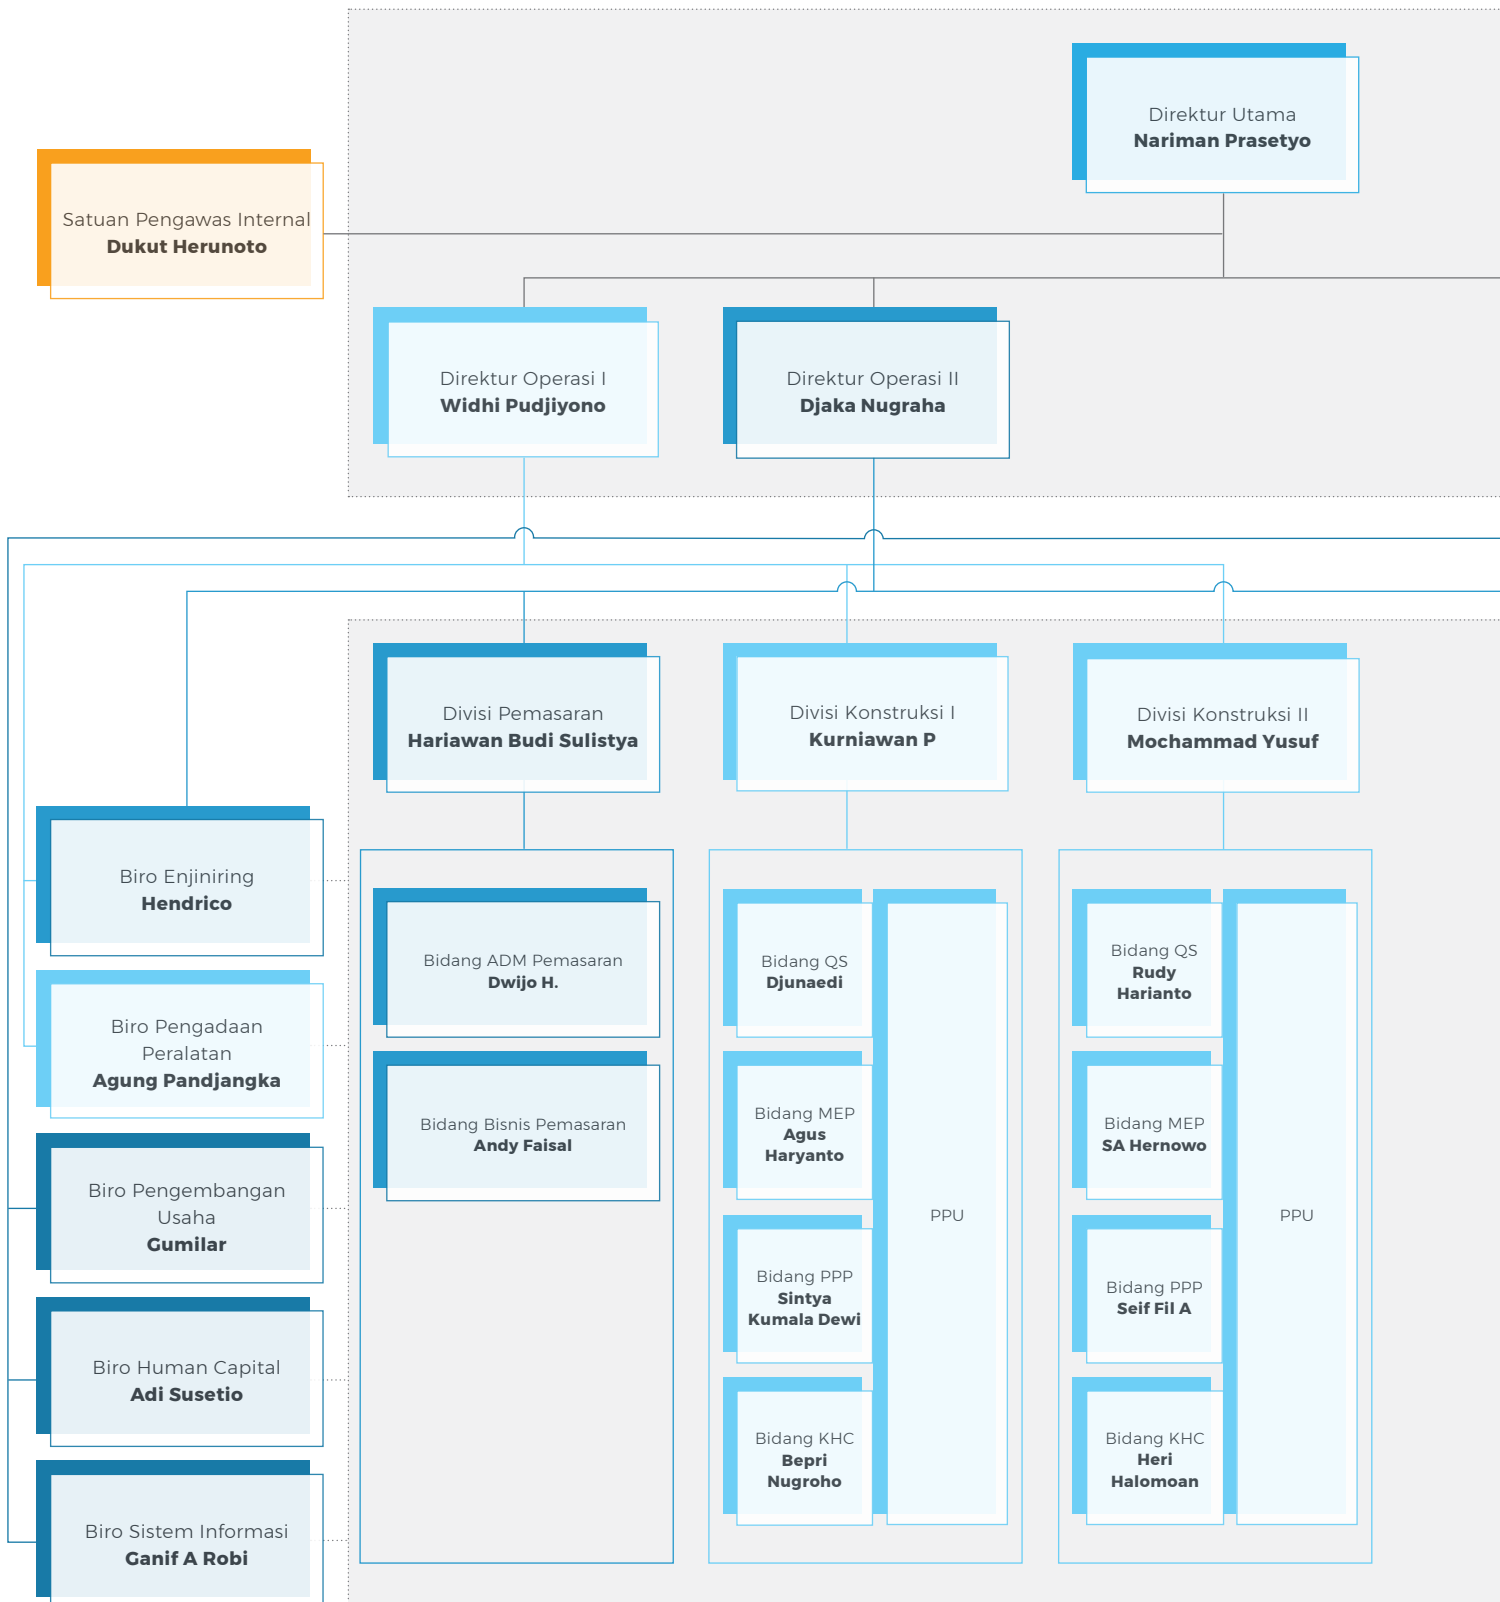 Direktur Utama
Nariman Prasetyo
Satuan Pengawas Internal
Dukut Herunoto
Direktur Operasi I
Widhi Pudjiyono
Direktur Operasi II
Djaka Nugraha
Divisi Pemasaran
Hariawan Budi Sulistya
Divisi Konstruksi I
Kurniawan P
Divisi Konstruksi II
Mochammad Yusuf
Biro Enjiniring
Hendrico
Biro Pengadaan
Peralatan
Agung Pandjangka
Biro Pengembangan
Usaha
Gumilar
Biro Human Capital
Adi Susetio
Biro Sistem Informasi
Ganif A Robi
Bidang ADM Pemasaran
Dwijo H.
Bidang Bisnis Pemasaran
Andy Faisal
Bidang QS
Djunaedi
Bidang MEP
Agus
Haryanto
Bidang PPP
Sintya
Kumala Dewi
Bidang KHC
Bepri
Nugroho
PPU
Bidang QS
Rudy
Harianto
Bidang MEP
SA Hernowo
Bidang PPP
Seif Fil A
Bidang KHC
Heri
Halomoan
PPU